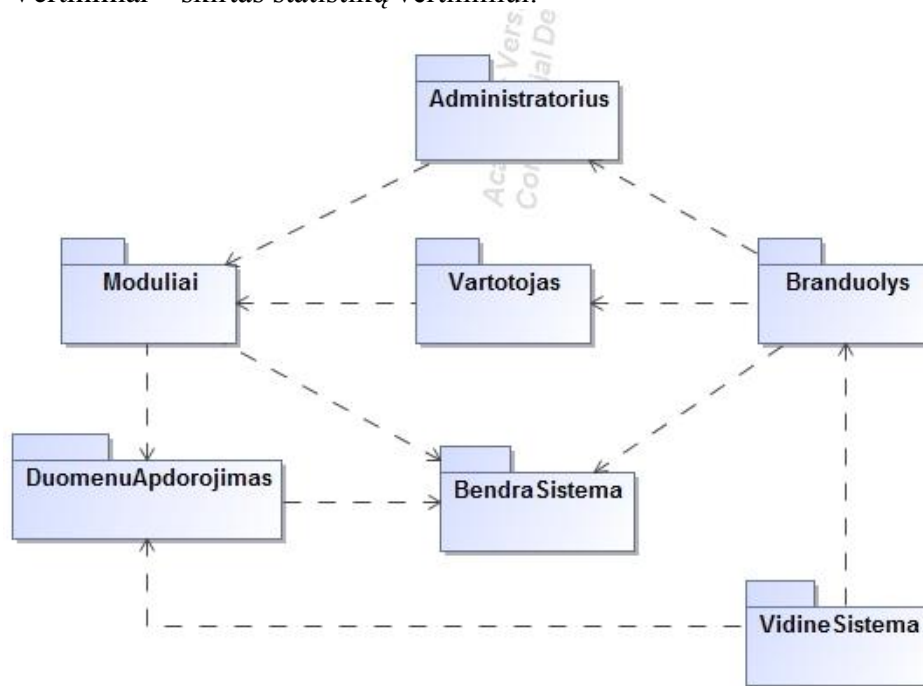 Administratorius
Moduliai
Vartotojas
Branduolys
DuomenuApdorojimas
BendraSistema
VidineSistema